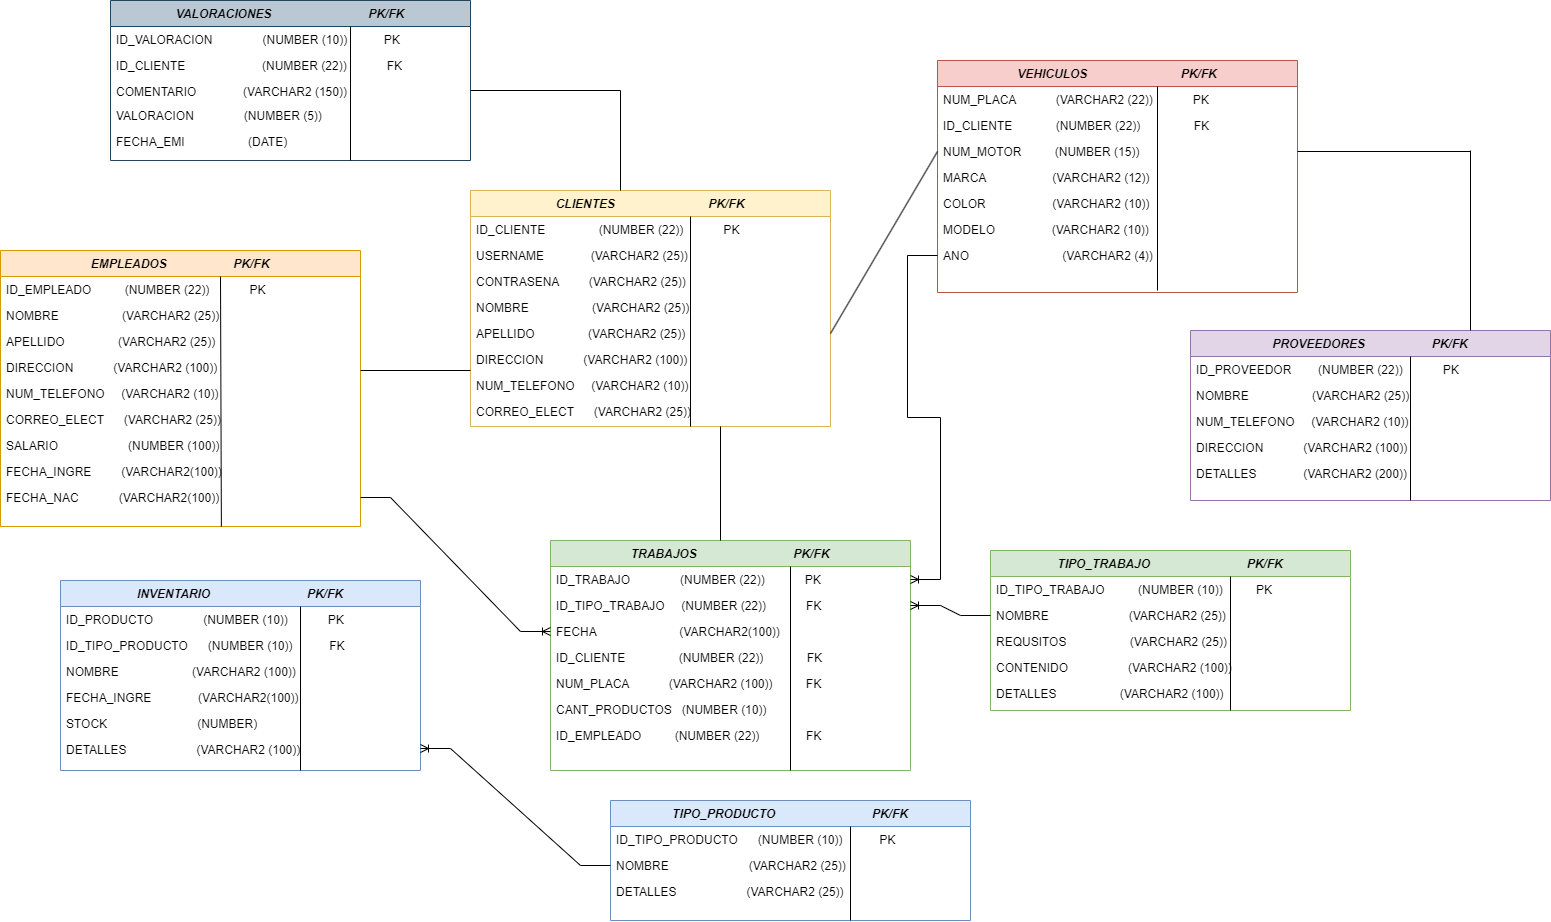 VALORACIONES PK/FK
ID_VALORACION (NUMBER (10)) PK
ID_CLIENTE (NUMBER (22)) FK
COMENTARIO (VARCHAR2 (150))
VALORACION (NUMBER (5))
FECHA_EMI (DATE)
VEHICULOS PK/FK
NUM_PLACA (VARCHAR2 (22)) PK
ID_CLIENTE (NUMBER (22)) FK
NUM_MOTOR (NUMBER (15))
MARCA (VARCHAR2 (12))
COLOR (VARCHAR2 (10))
MODELO (VARCHAR2 (10))
ANO (VARCHAR2 (4))
CLIENTES PK/FK
ID_CLIENTE (NUMBER (22)) PK
USERNAME (VARCHAR2 (25))
CONTRASENA (VARCHAR2 (25))
NOMBRE (VARCHAR2 (25))
APELLIDO (VARCHAR2 (25))
DIRECCION (VARCHAR2 (100))
NUM_TELEFONO (VARCHAR2 (10))
CORREO_ELECT (VARCHAR2 (25))
EMPLEADOS PK/FK
ID_EMPLEADO (NUMBER (22)) PK
NOMBRE (VARCHAR2 (25))
APELLIDO (VARCHAR2 (25))
DIRECCION (VARCHAR2 (100))
NUM_TELEFONO (VARCHAR2 (10))
CORREO_ELECT (VARCHAR2 (25))
SALARIO (NUMBER (100))
FECHA_INGRE (VARCHAR2(100))
FECHA_NAC (VARCHAR2(100))
PROVEEDORES PK/FK
ID_PROVEEDOR (NUMBER (22)) PK
NOMBRE (VARCHAR2 (25))
NUM_TELEFONO (VARCHAR2 (10))
DIRECCION (VARCHAR2 (100))
DETALLES (VARCHAR2 (200))
TRABAJOS PK/FK
ID_TRABAJO (NUMBER (22)) PK
ID_TIPO_TRABAJO (NUMBER (22)) FK
FECHA (VARCHAR2(100))
ID_CLIENTE (NUMBER (22)) FK
NUM_PLACA (VARCHAR2 (100)) FK
CANT_PRODUCTOS (NUMBER (10))
ID_EMPLEADO (NUMBER (22)) FK
TIPO_TRABAJO PK/FK
ID_TIPO_TRABAJO (NUMBER (10)) PK
NOMBRE (VARCHAR2 (25))
REQUSITOS (VARCHAR2 (25))
CONTENIDO (VARCHAR2 (100))
DETALLES (VARCHAR2 (100))
INVENTARIO PK/FK
ID_PRODUCTO (NUMBER (10)) PK
ID_TIPO_PRODUCTO (NUMBER (10)) FK
NOMBRE (VARCHAR2 (100))
FECHA_INGRE (VARCHAR2(100))
STOCK (NUMBER)
DETALLES (VARCHAR2 (100))
TIPO_PRODUCTO PK/FK
ID_TIPO_PRODUCTO (NUMBER (10)) PK
NOMBRE (VARCHAR2 (25))
DETALLES (VARCHAR2 (25))